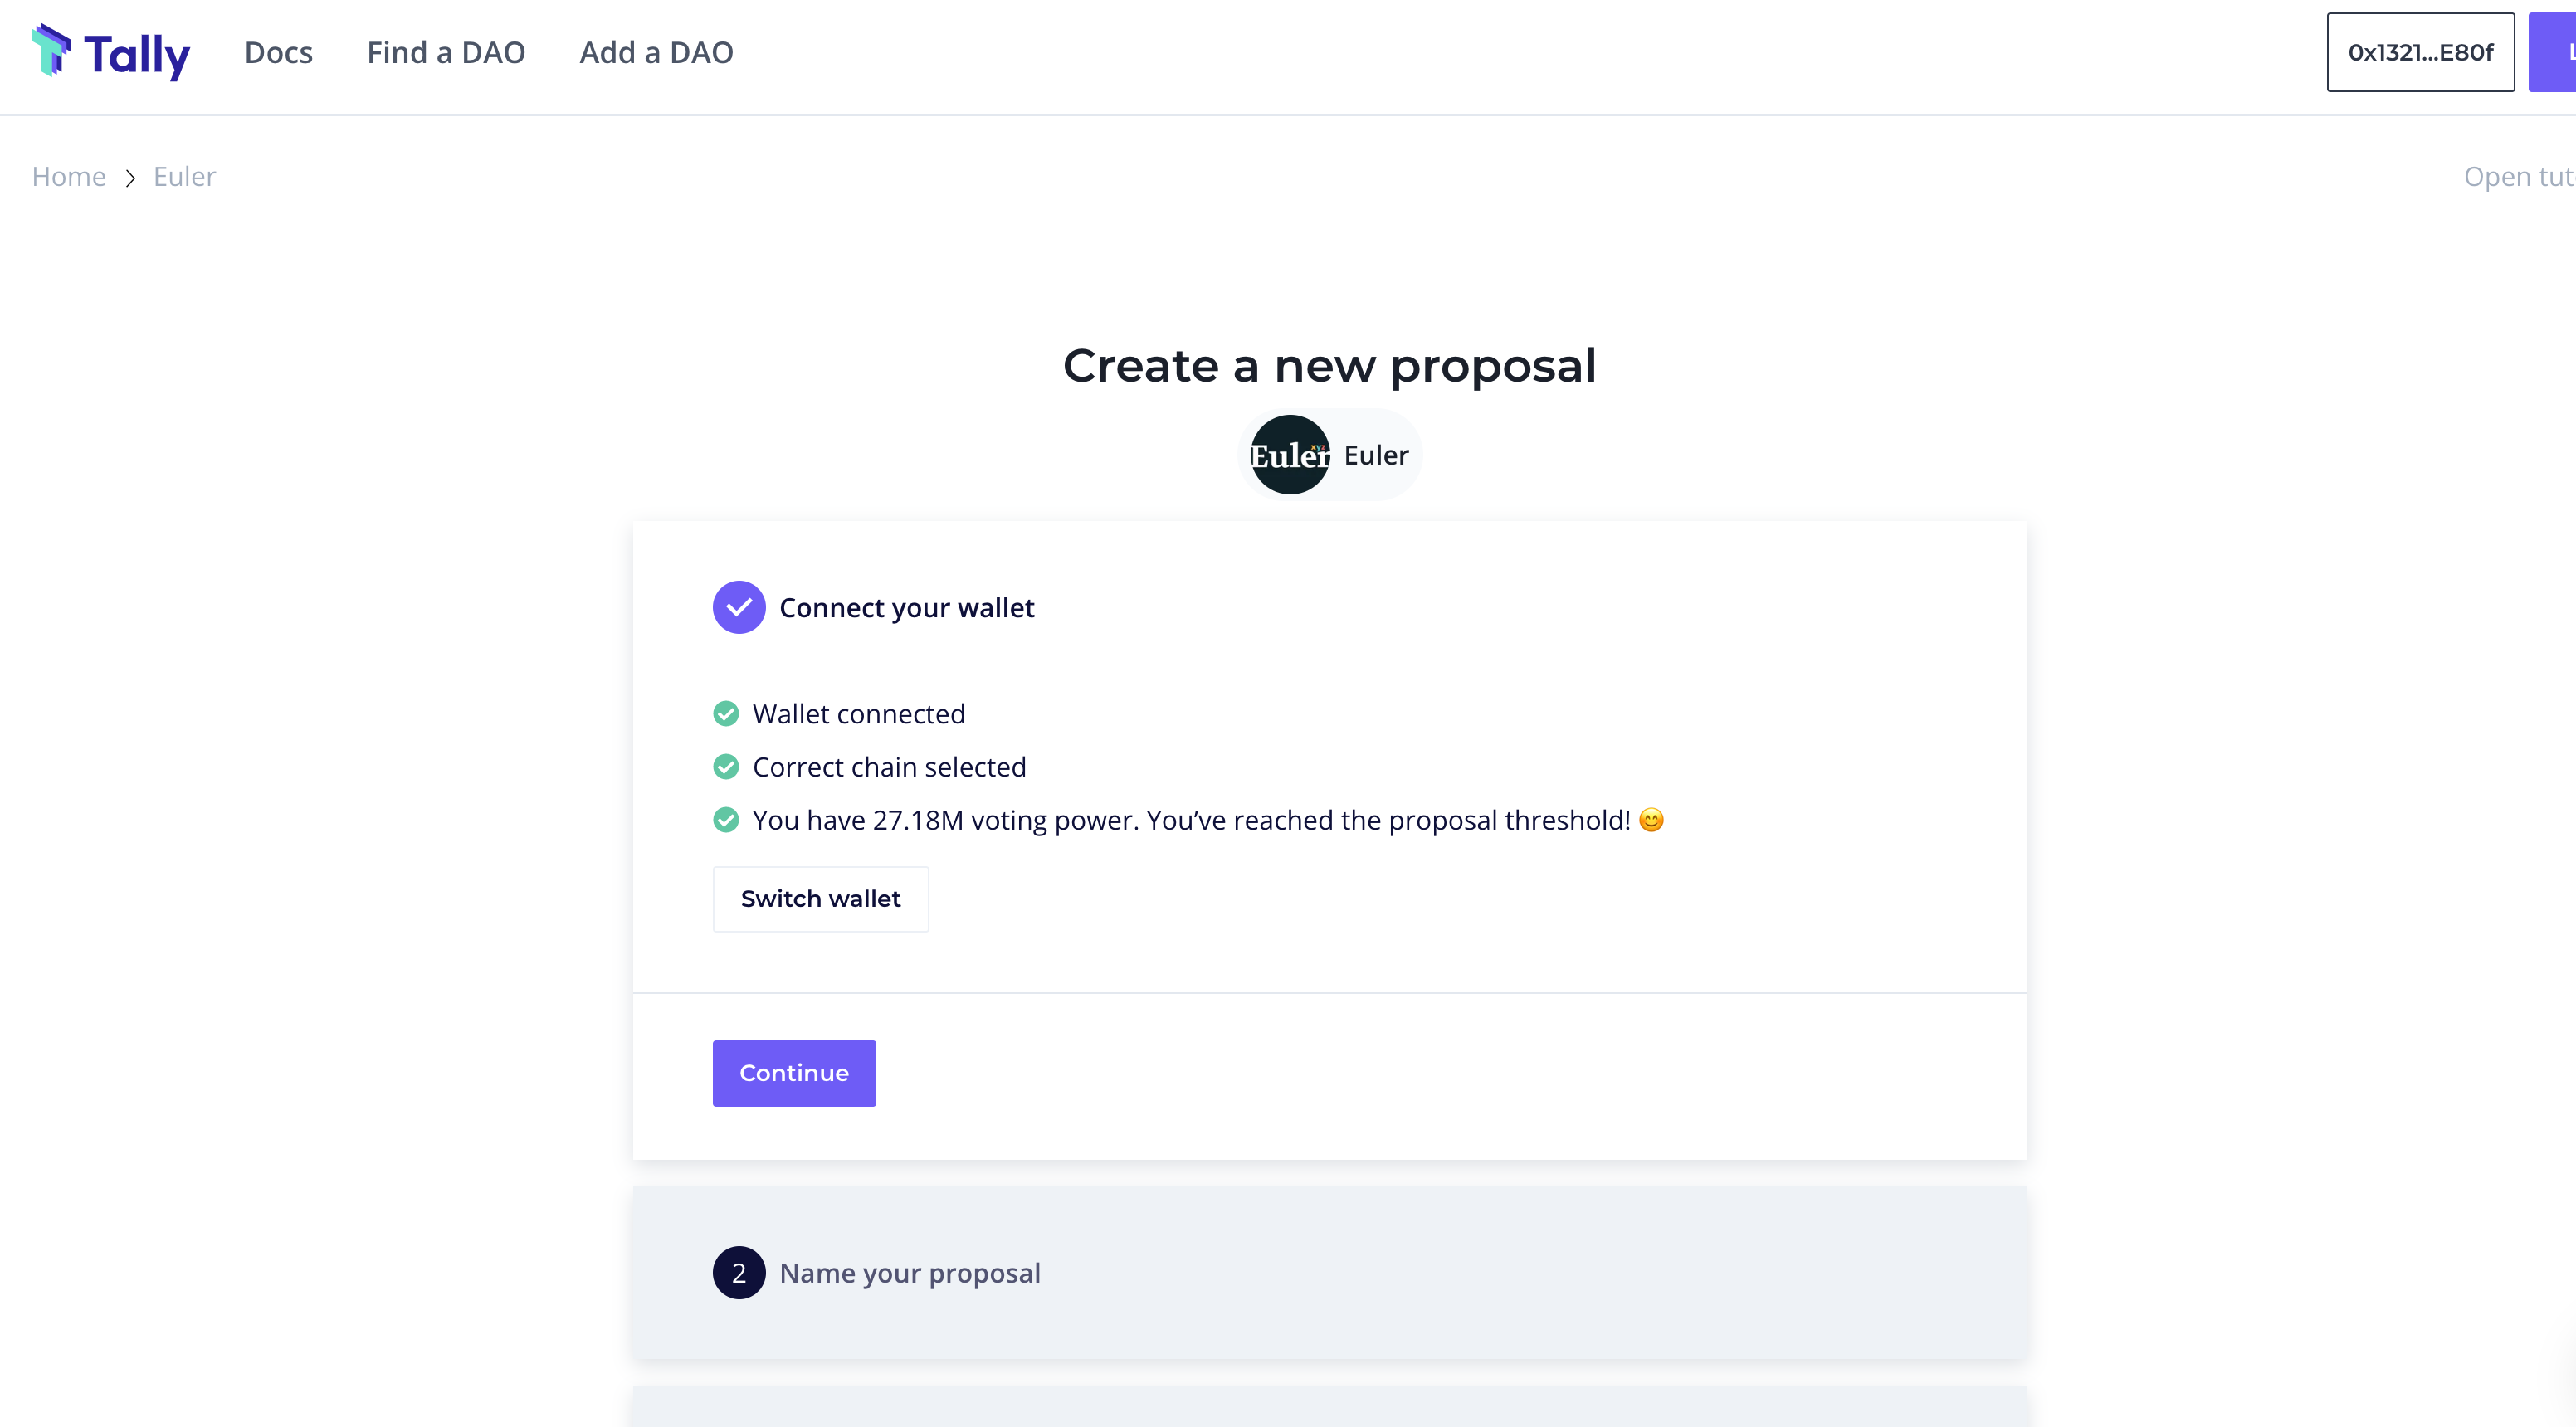 Tally Docs Find a DAO Add a DAO 0x1321...E80f
Home > Euler Open tut
Create a new proposal
Euler xyz Euler
Connect your wallet
Wallet connected
Correct chain selected
You have 27.18M voting power. You’ve reached the proposal threshold! 😊
Switch wallet
Continue
2 Name your proposal